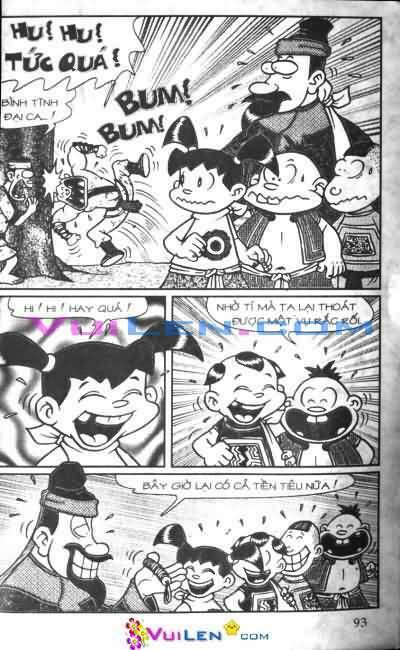 HU! HU!
TỨC QUÁ!
BÌNH TĨNH
ĐẠI CA...!
BUM!
BUM!
HI! HI! HAY QUÁ!
NHỜ TÍ MÀ TA LẠI THOÁT
ĐƯỢC MỘT VỤ RẮC RỐI
VUILEN.COM
BÂY GIỜ LẠI CÓ CẢ TIỀN TIÊU NỮA!
93
VUILEN.COM